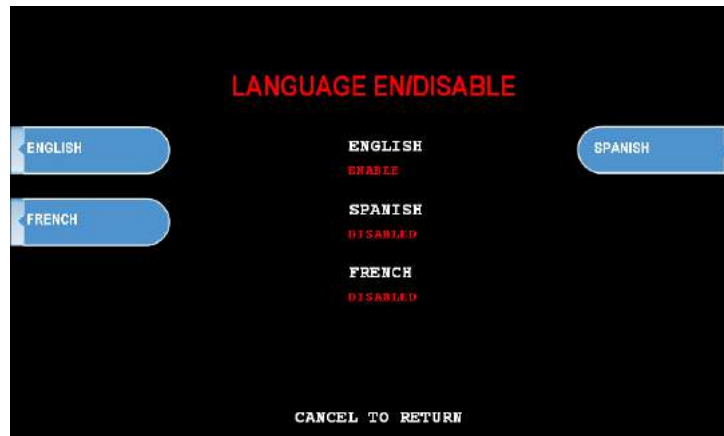 LANGUAGE EN/DISABLE
ENGLISH
ENGLISH
SPANISH
ENABLE
FRENCH
SPANISH
DISABLED
FRENCH
DISABLED
CANCEL TO RETURN